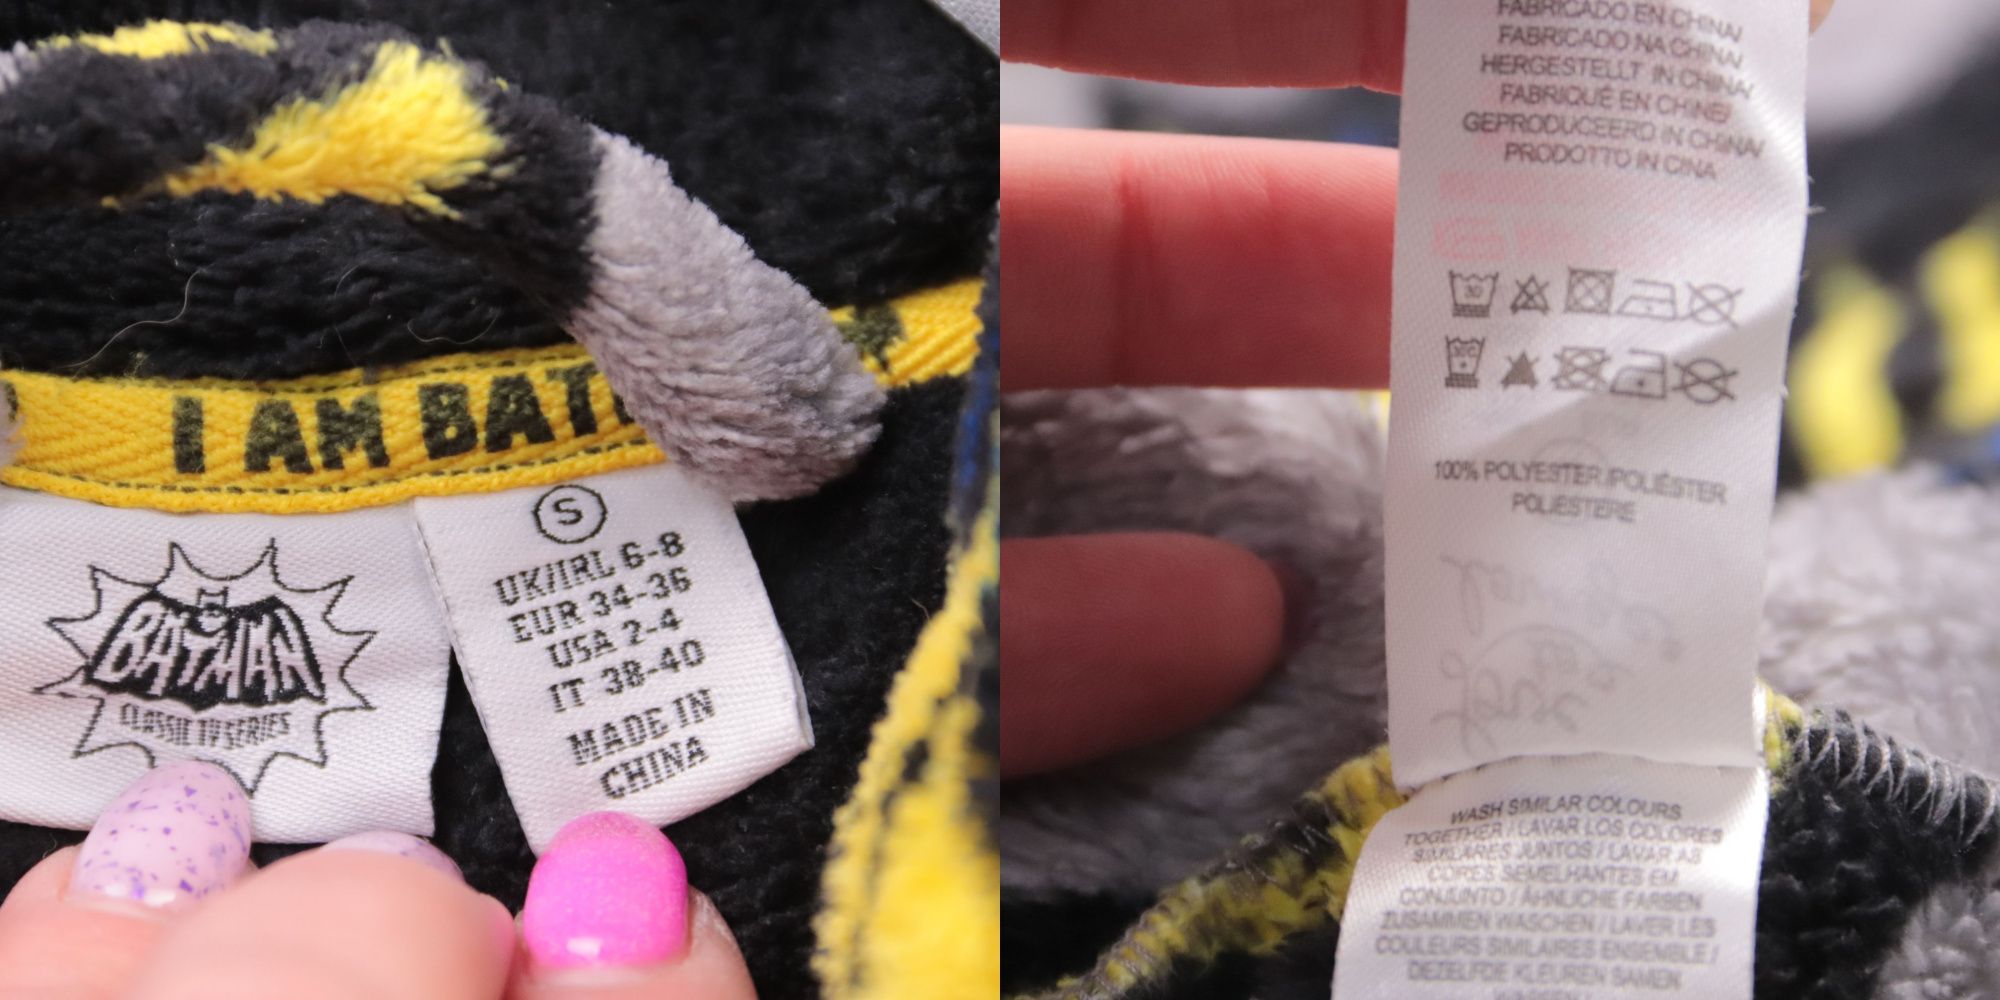 I AM BAT
BATMAN
CLASSIC TV SERIES
S
UK/IRL 6-8
EUR 34-36
USA 2-4
IT 38-40
MADE IN
CHINA
FABRICADO EN CHINA/
FABRICADO NA CHINA/
HERGESTELLT IN CHINA/
FABRIQUÉ EN CHINE/
GEPRODUCEERD IN CHINA/
PRODOTTO IN CINA
30
30C
100% POLYESTER/POLIÉSTER
POLIESTERE
WASH SIMILAR COLOURS
TOGETHER / LAVAR LOS COLORES
SIMILARES JUNTOS / LAVAR AS
CORES SEMELHANTES EM
CONJUNTO / ÄHNLICHE FARBEN
ZUSAMMEN WASCHEN / LAVER LES
COULEURS SIMILAIRES ENSEMBLE /
DEZELFDE KLEUREN SAMEN